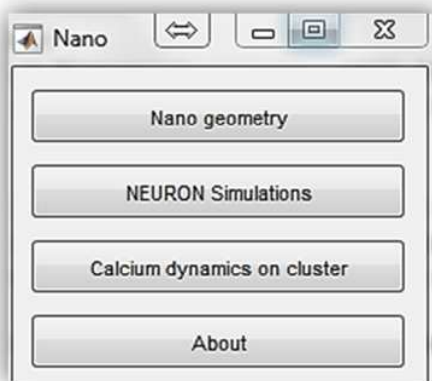 Nano
Nano geometry
NEURON Simulations
Calcium dynamics on cluster
About